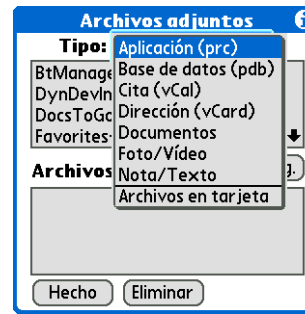 Archivos adjuntos
Tipo:
Aplicación (prc)
Base de datos (pdb)
Cita (vCal)
Dirección (vCard)
Documentos
Foto/Vídeo
Nota/Texto
Archivos en tarjeta
BtManage
DynDevIn
DocsToGo
Favorites
Archivos
Hecho
Eliminar